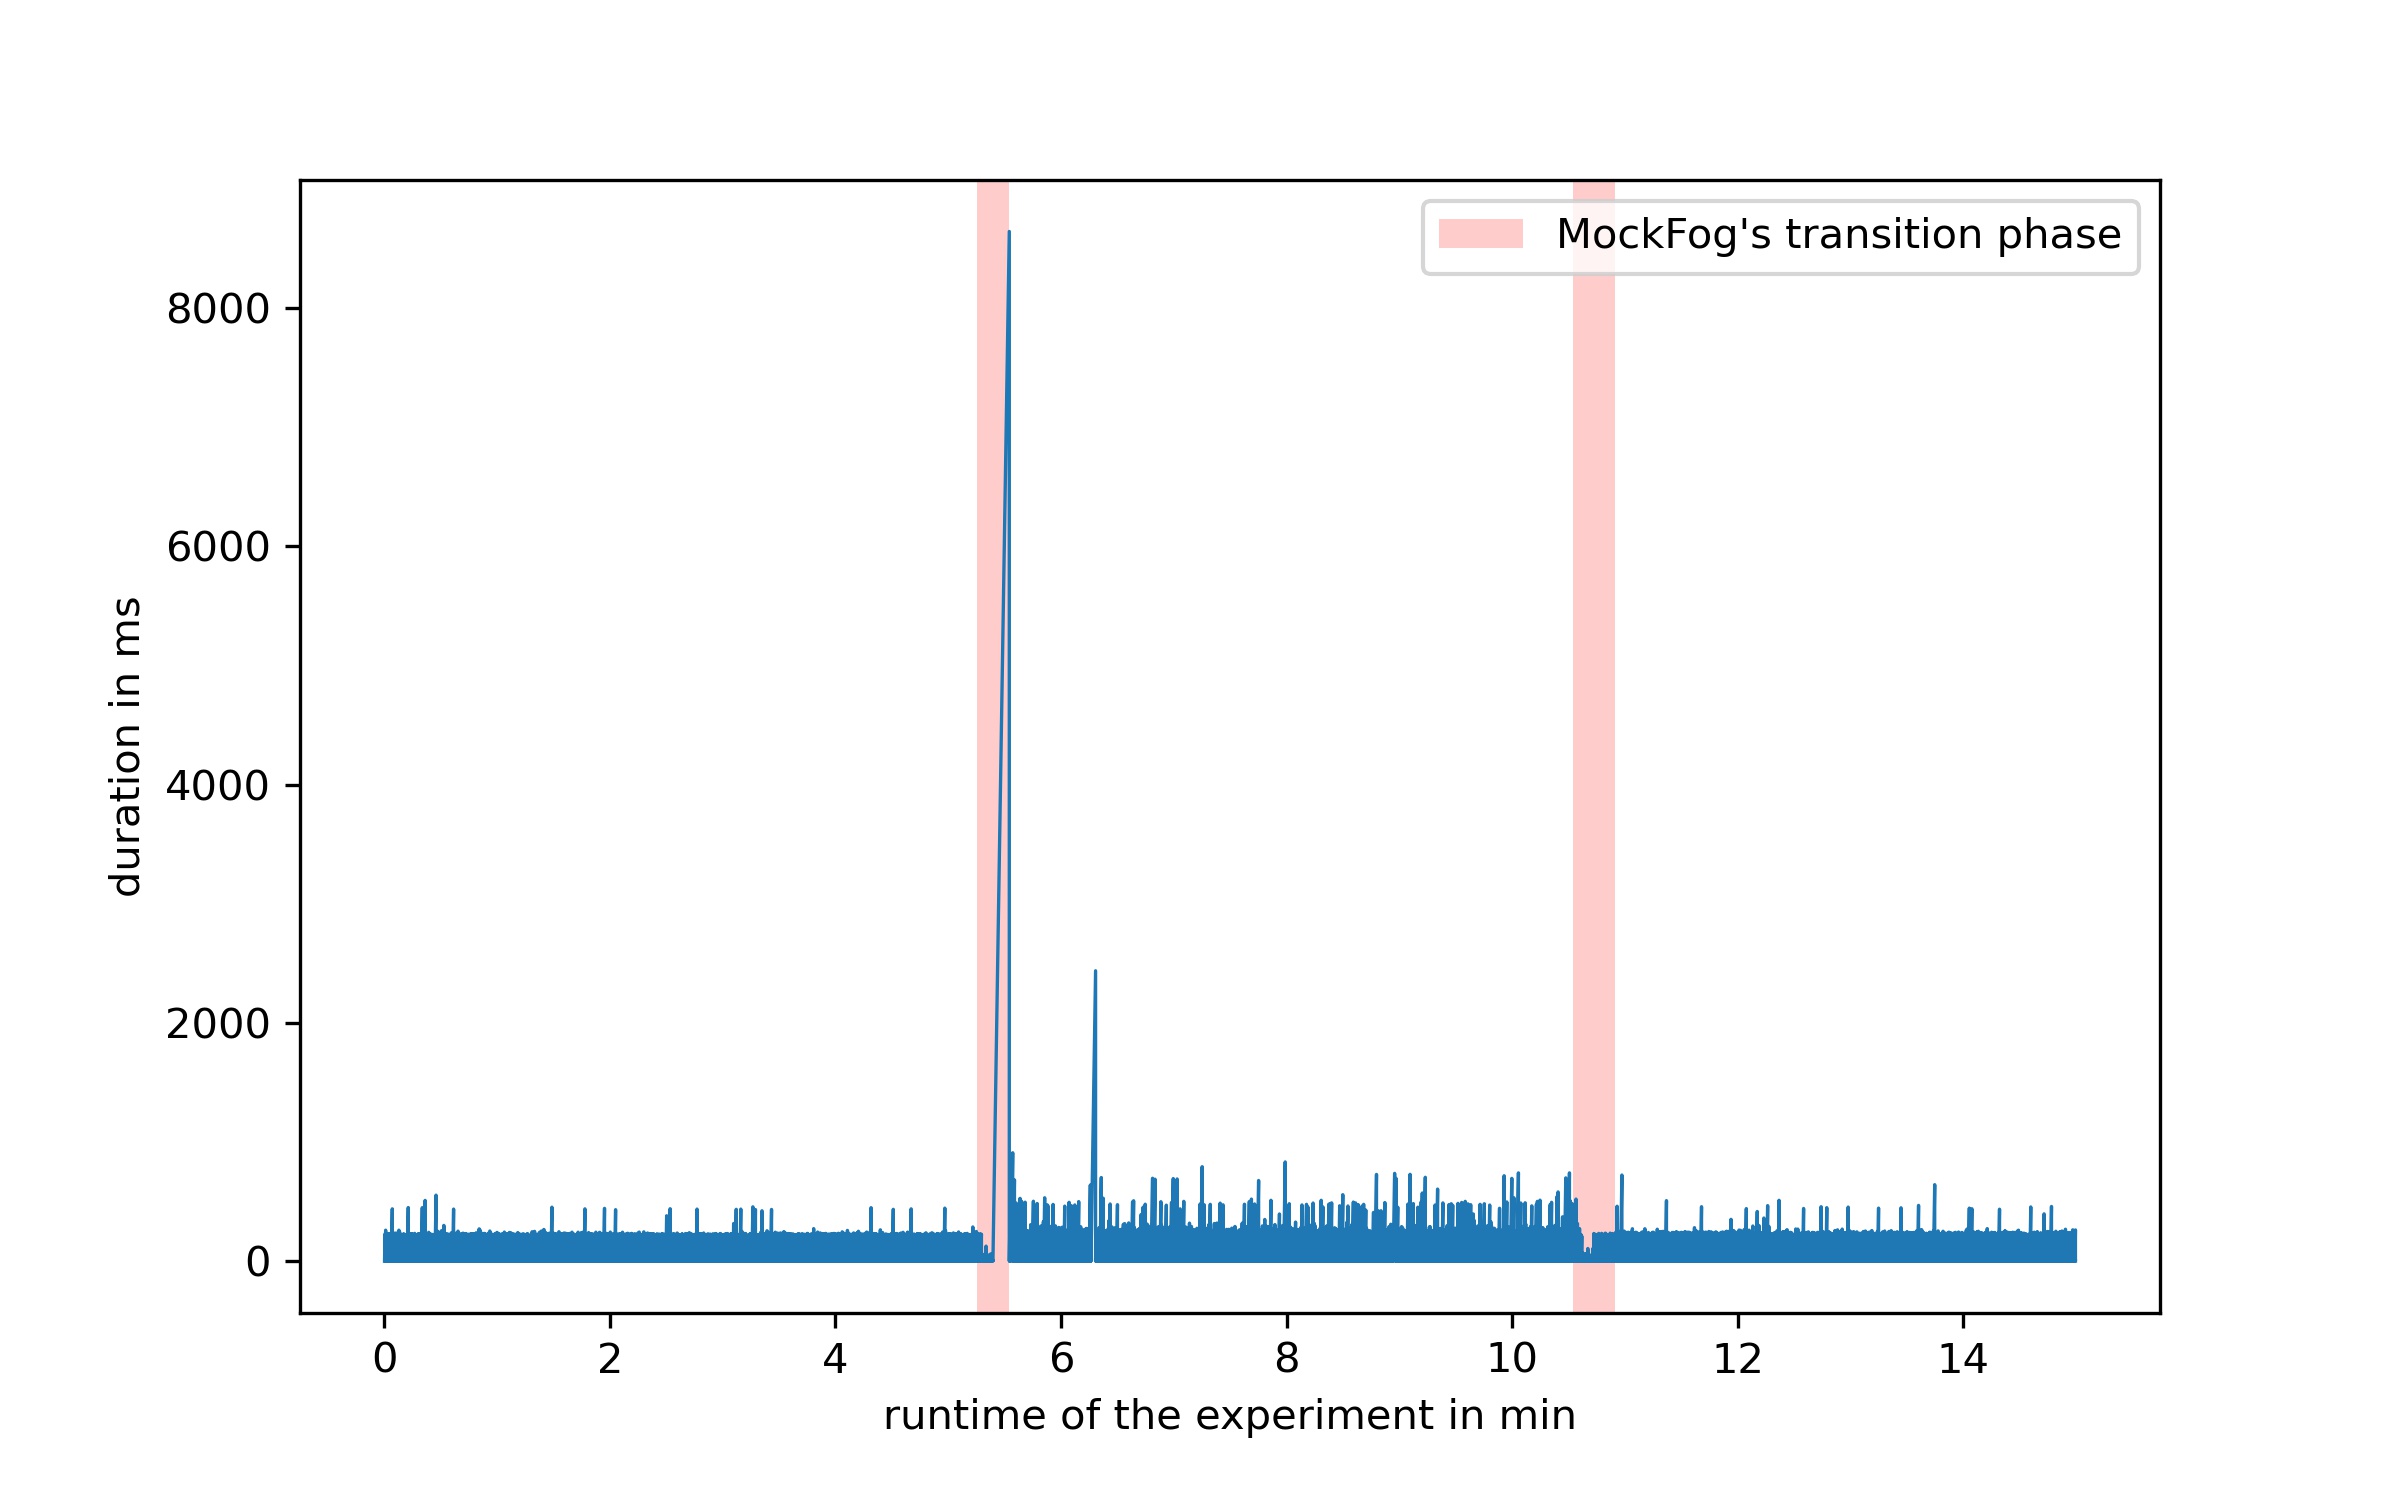 MockFog's transition phase
8000
6000
4000
2000
0
duration in ms
0 2 4 6 8 10 12 14
runtime of the experiment in min